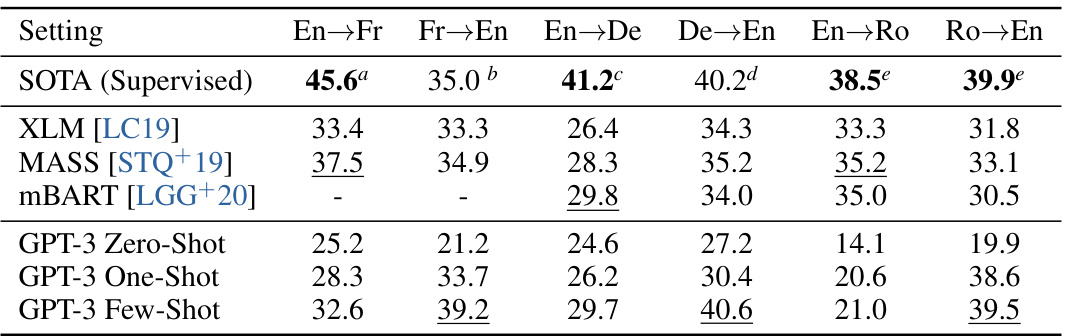 Setting En→Fr Fr→En En→De De→En En→Ro Ro→En
SOTA (Supervised) 45.6a 35.0 b 41.2c 40.2d 38.5e 39.9e
XLM [LC19] 33.4 33.3 26.4 34.3 33.3 31.8
MASS [STQ+19] 37.5 34.9 28.3 35.2 35.2 33.1
mBART [LGG+20] - - 29.8 34.0 35.0 30.5
GPT-3 Zero-Shot 25.2 21.2 24.6 27.2 14.1 19.9
GPT-3 One-Shot 28.3 33.7 26.2 30.4 20.6 38.6
GPT-3 Few-Shot 32.6 39.2 29.7 40.6 21.0 39.5